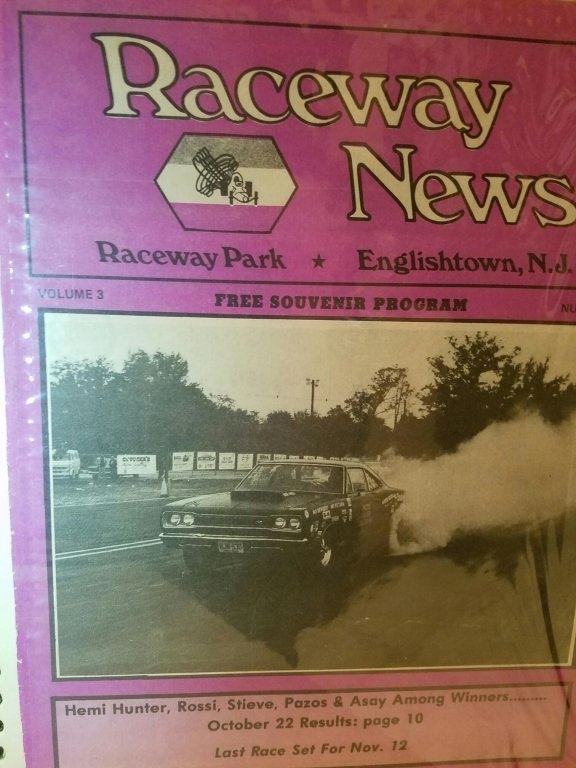 Raceway
News
Raceway Park ★ Englishtown, N.J.
VOLUME 3
FREE SOUVENIR PROGRAM
Hemi Hunter, Rossi, Stieve, Pazos & Asay Among Winners.........
October 22 Results: page 10
Last Race Set For Nov. 12